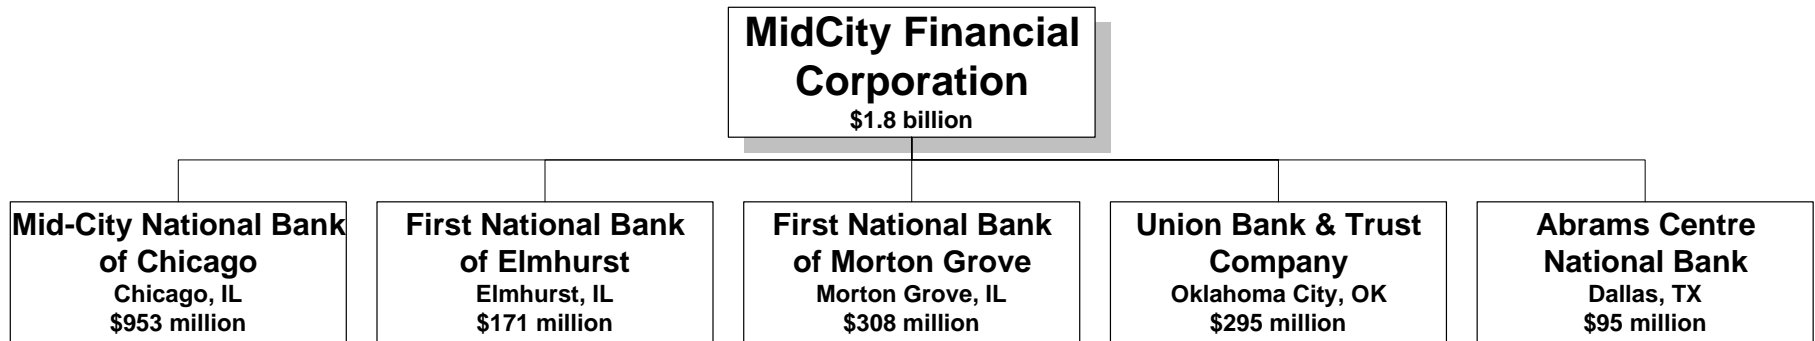 MidCity Financial
Corporation
$1.8 billion
Mid-City National Bank
of Chicago
Chicago, IL
$953 million
First National Bank
of Elmhurst
Elmhurst, IL
$171 million
First National Bank
of Morton Grove
Morton Grove, IL
$308 million
Union Bank & Trust
Company
Oklahoma City, OK
$295 million
Abrams Centre
National Bank
Dallas, TX
$95 million